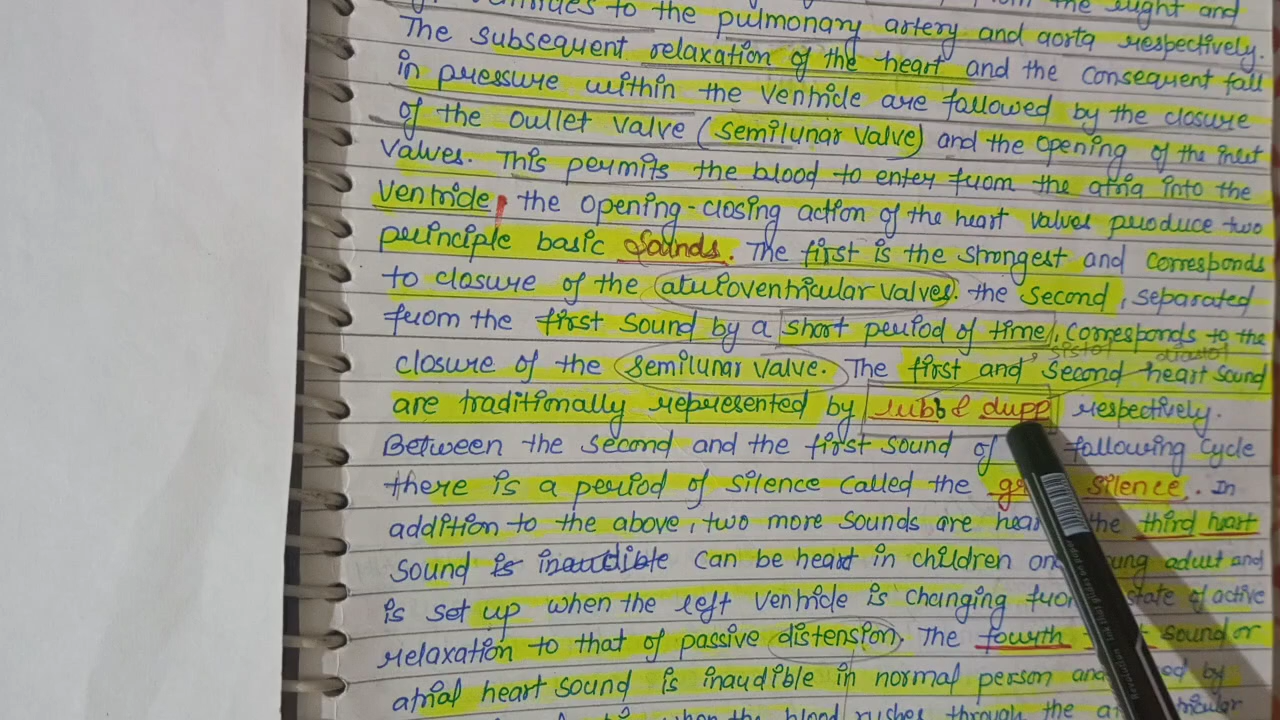 to the pulmonary artery and aorta respectively.
The subsequent relaxation of the heart and the consequent fall
in pressure within the ventricle are followed by the closure
of the outlet valve (semilunar valve) and the opening of the inlet
valves. This permits the blood to enter from the atria into the
ventricle, the opening-closing action of the heart valves produce two
principle basic sounds. The first is the strongest and corresponds
to closure of the atrioventricular valves. the second, separated
from the first sound by a short period of time, corresponds to the
closure of the semilunar valve. The first and second heart sound
are traditionally represented by lubb & dupp respectively.
Between the second and the first sound of following cycle
there is a period of silence called the silence. In
addition to the above, two more sounds are the third heart
sound is inaudible can be heart in children adult and
is set up when the left ventricle is changing state of active
relaxation to that of passive distension. The fourth sound or
atrial heart sound is inaudible in normal person by
when the blood rushes through the